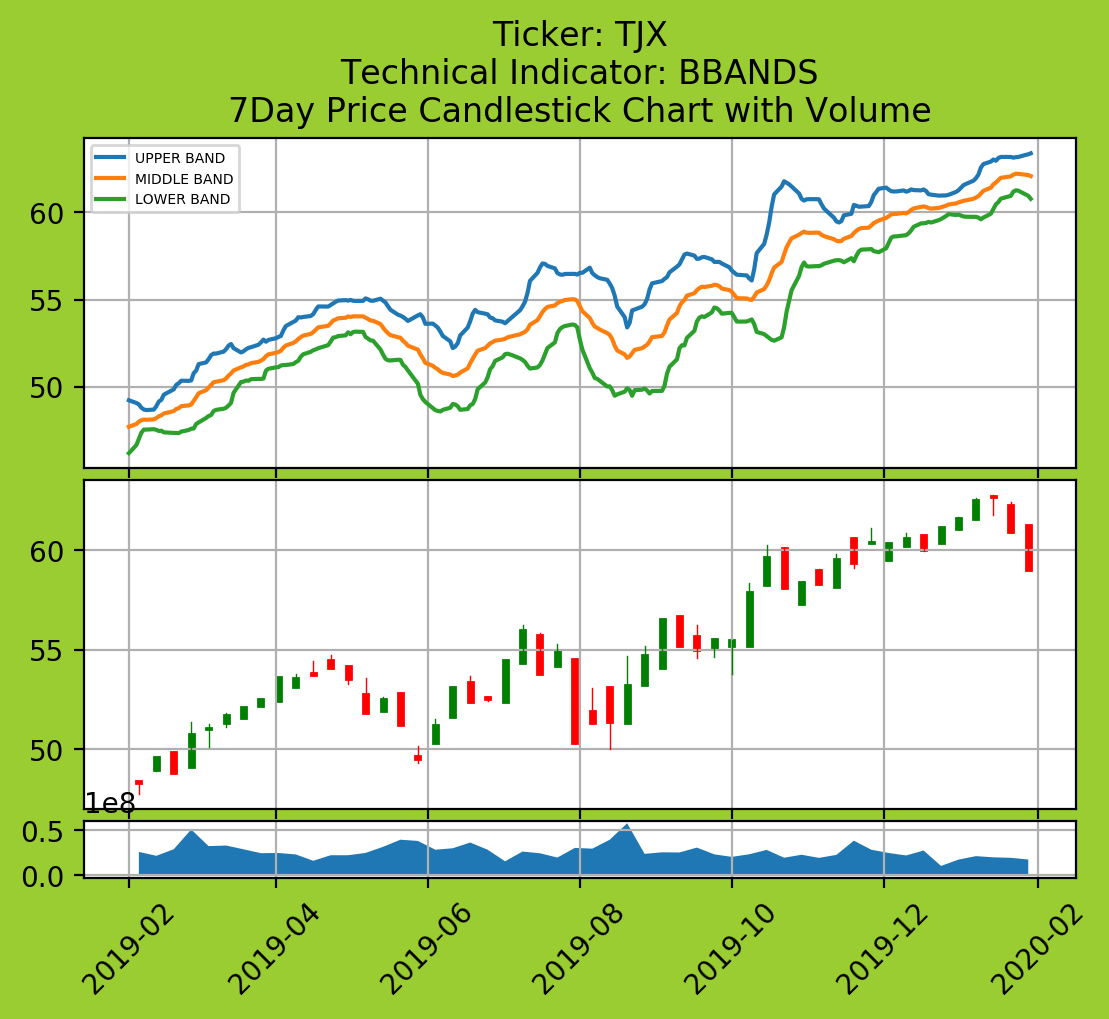 Ticker: TJX
Technical Indicator: BBANDS
7Day Price Candlestick Chart with Volume
UPPER BAND
MIDDLE BAND
LOWER BAND
60
55
50
60
55
50
1e8
0.5
0.0
2019-02
2019-04
2019-06
2019-08
2019-10
2019-12
2020-02